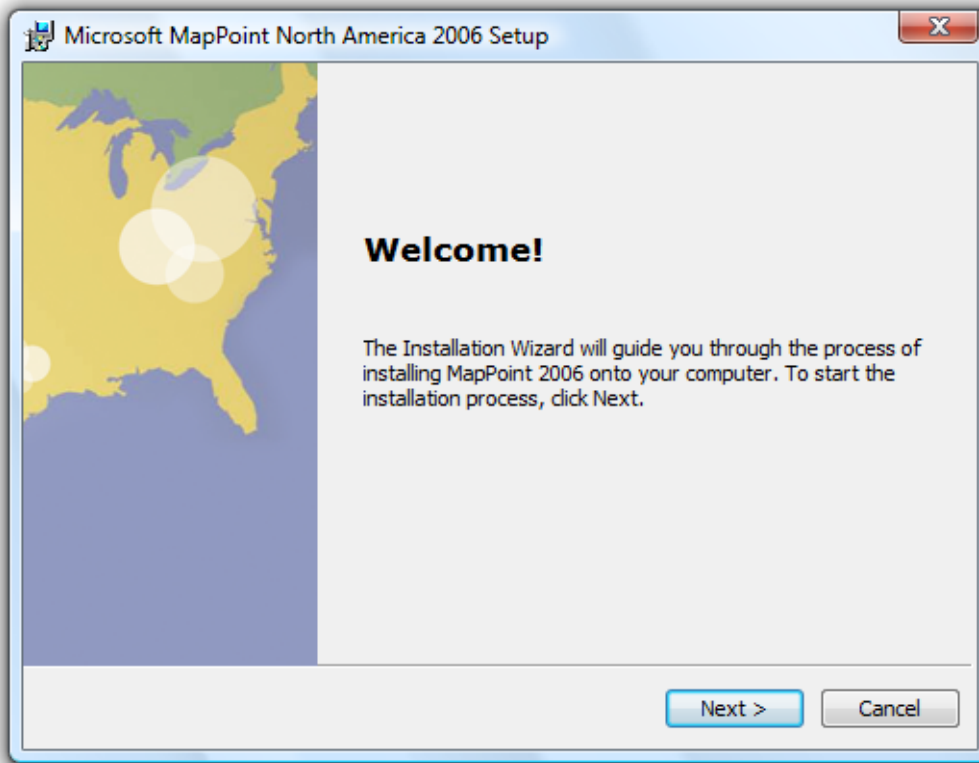 Microsoft MapPoint North America 2006 Setup
Welcome!
The Installation Wizard will guide you through the process of
installing MapPoint 2006 onto your computer. To start the
installation process, click Next.
Next >
Cancel